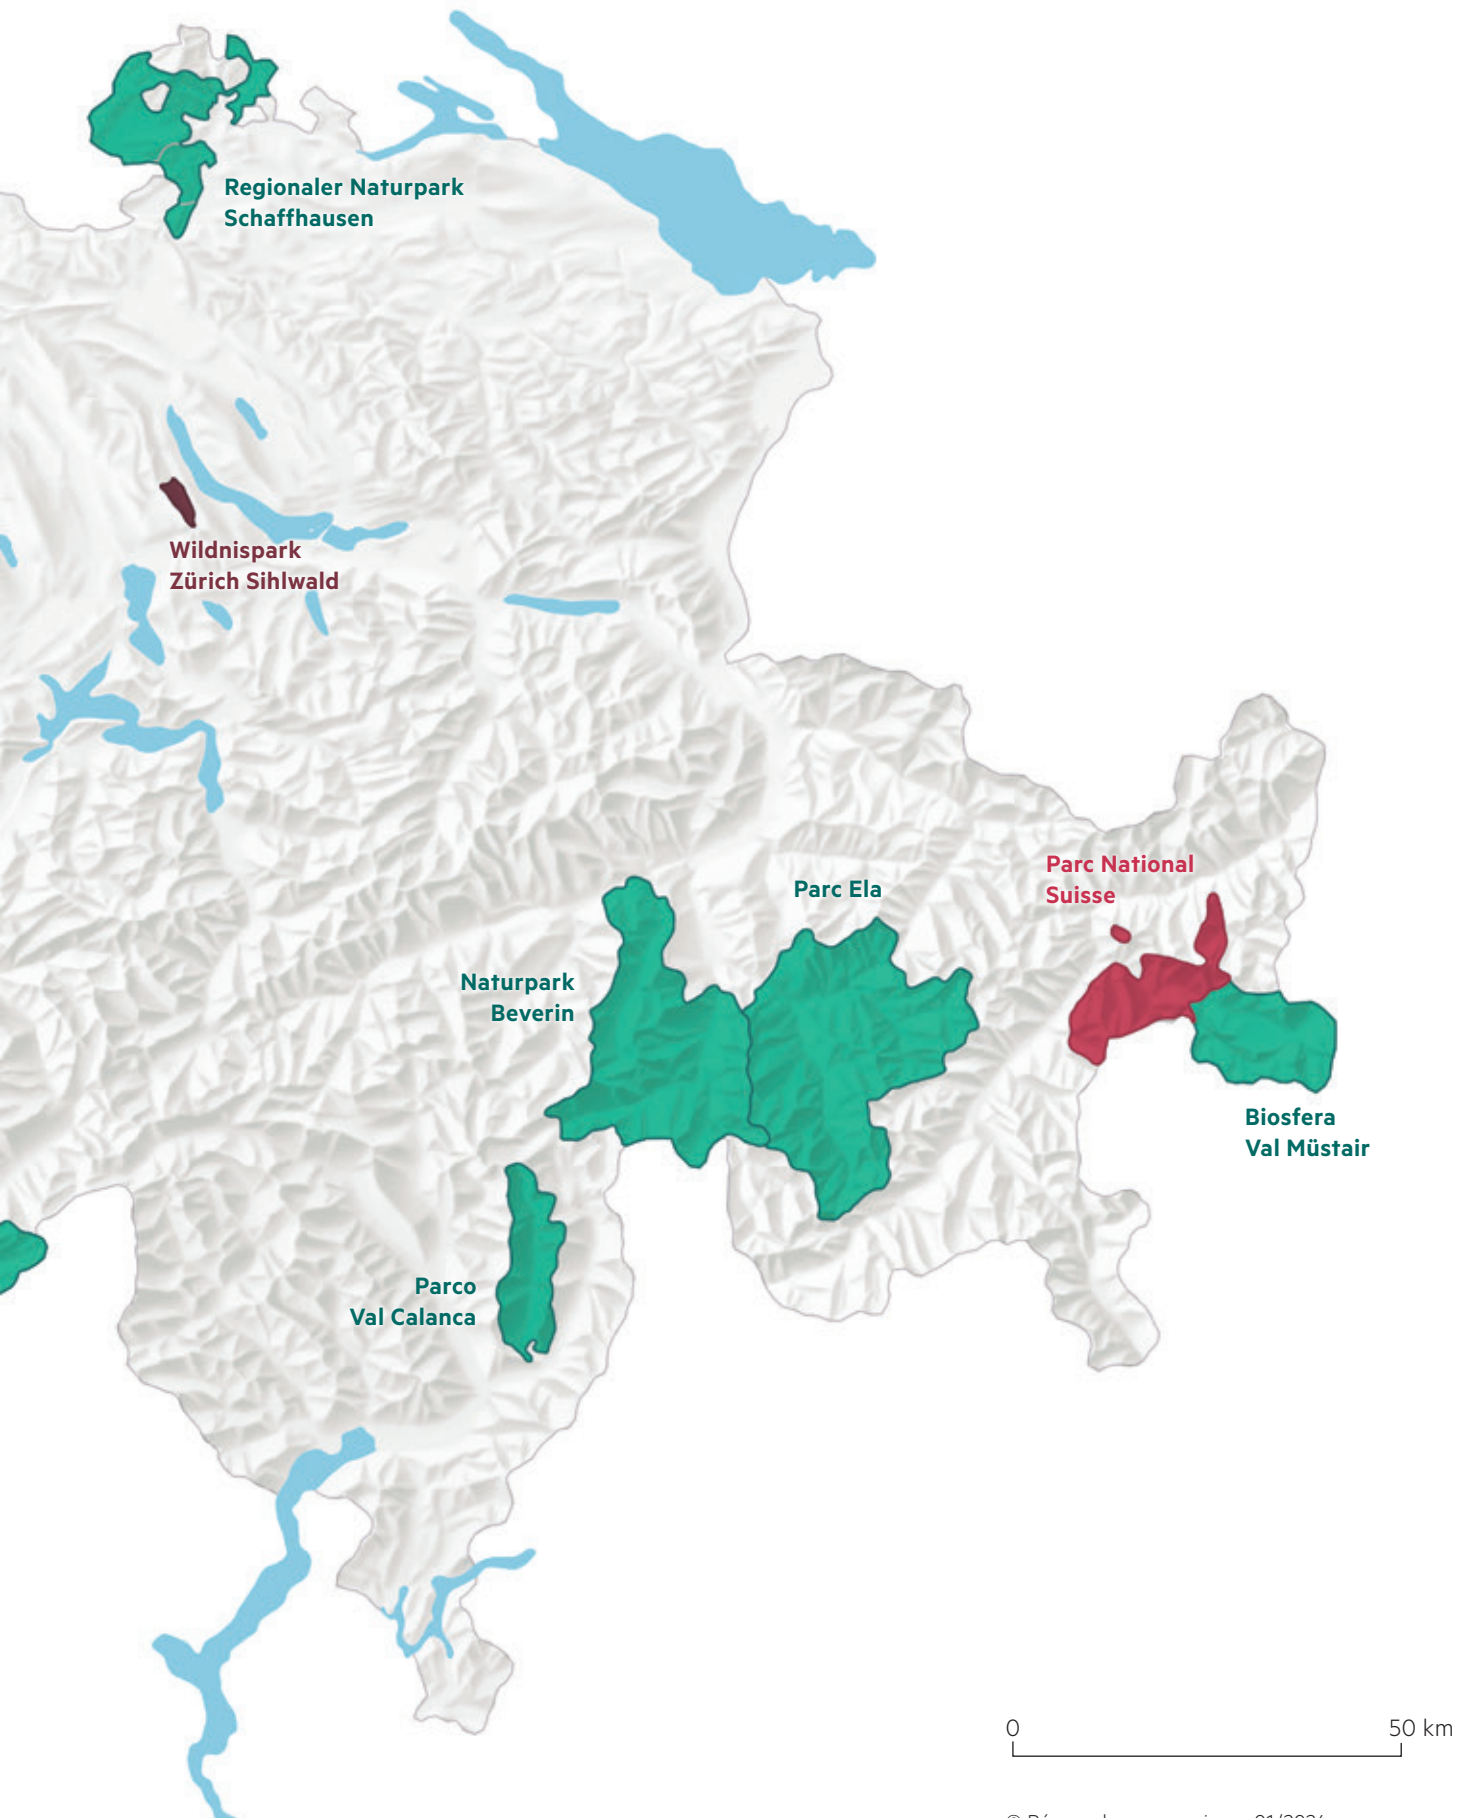 Regionaler Naturpark
Schaffhausen
Wildnispark
Zürich Sihlwald
Parc National
Suisse
Parc Ela
Naturpark
Beverin
Biosfera
Val Müstair
Parco
Val Calanca
0 50 km